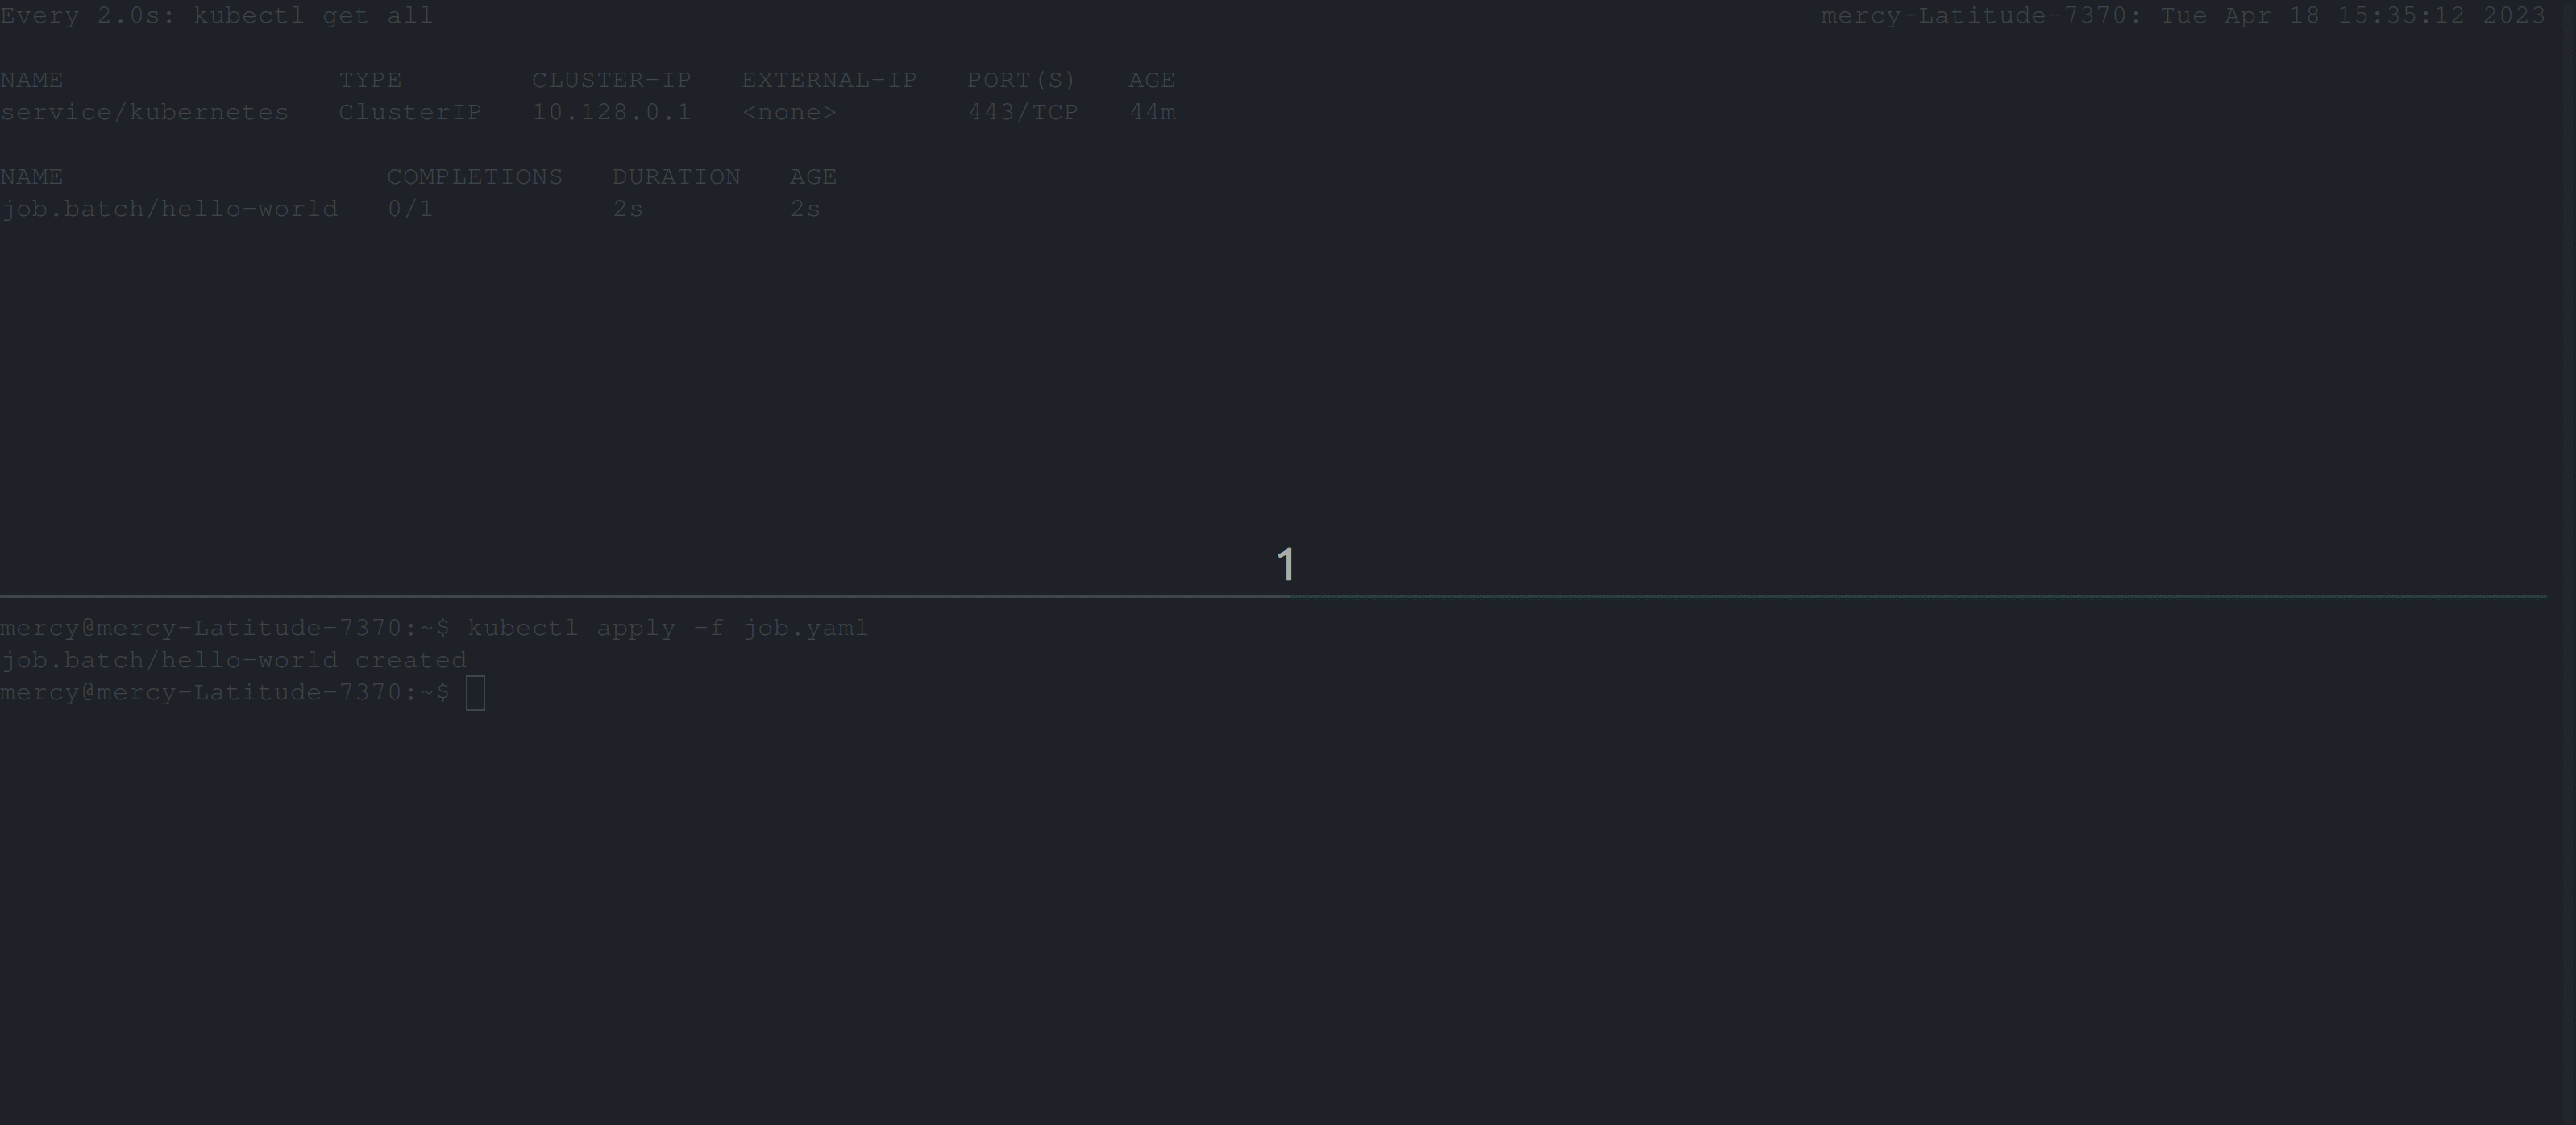 Every 2.0s: kubectl get all mercy-Latitude-7370: Tue Apr 18 15:35:12 2023
NAME TYPE CLUSTER-IP EXTERNAL-IP PORT(S) AGE
service/kubernetes ClusterIP 10.128.0.1 <none> 443/TCP 44m
NAME COMPLETIONS DURATION AGE
job.batch/hello-world 0/1 2s 2s
1
mercy@mercy-Latitude-7370:~$ kubectl apply -f job.yaml
job.batch/hello-world created
mercy@mercy-Latitude-7370:~$